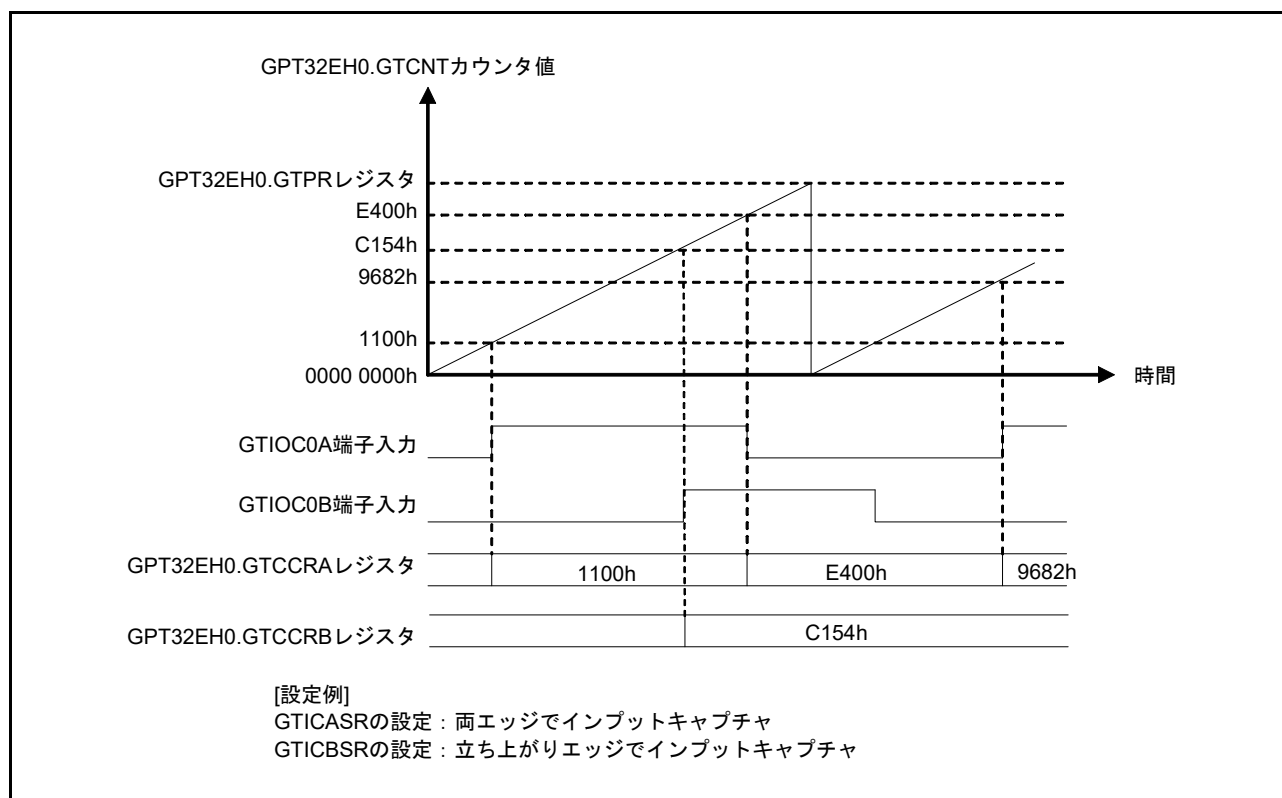 GPT32EH0.GTCNTカウンタ値
GPT32EH0.GTPRレジスタ
E400h
C154h
9682h
1100h
0000 0000h
時間
GTIOC0A端子入力
GTIOC0B端子入力
GPT32EH0.GTCCRAレジスタ
1100h
E400h
9682h
GPT32EH0.GTCCRBレジスタ
C154h
[設定例]
GTICASRの設定：両エッジでインプットキャプチャ
GTICBSRの設定：立ち上がりエッジでインプットキャプチャ